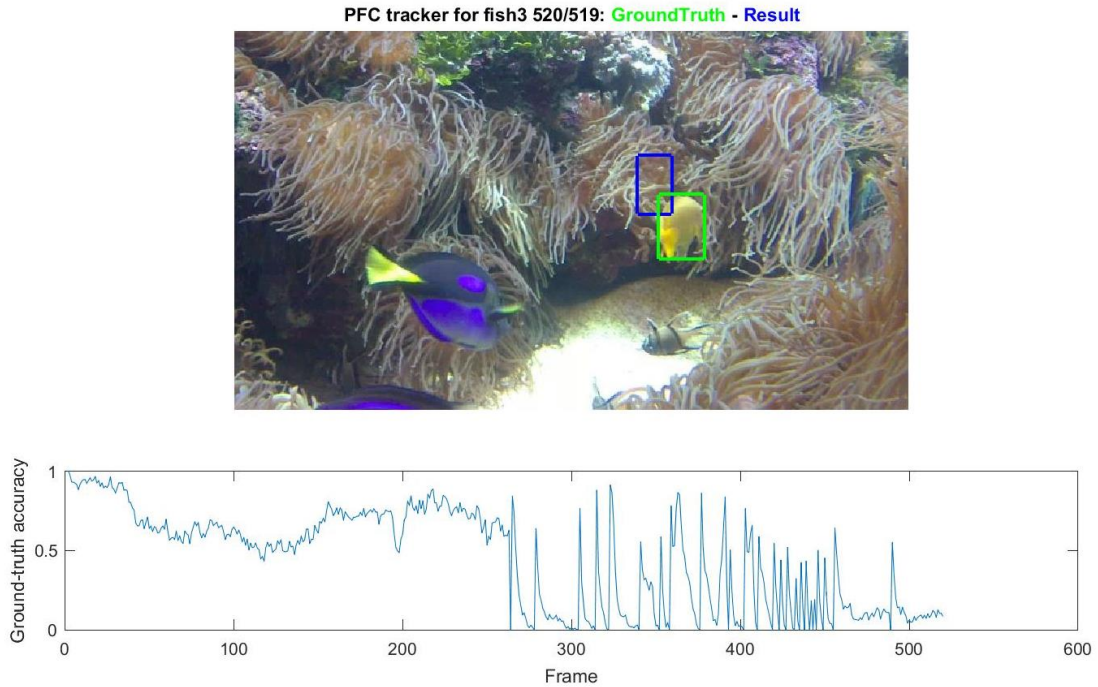 PFC tracker for fish3 520/519: GroundTruth - Result
Ground-truth accuracy
1
0.5
0
0 100 200 300 400 500 600
Frame